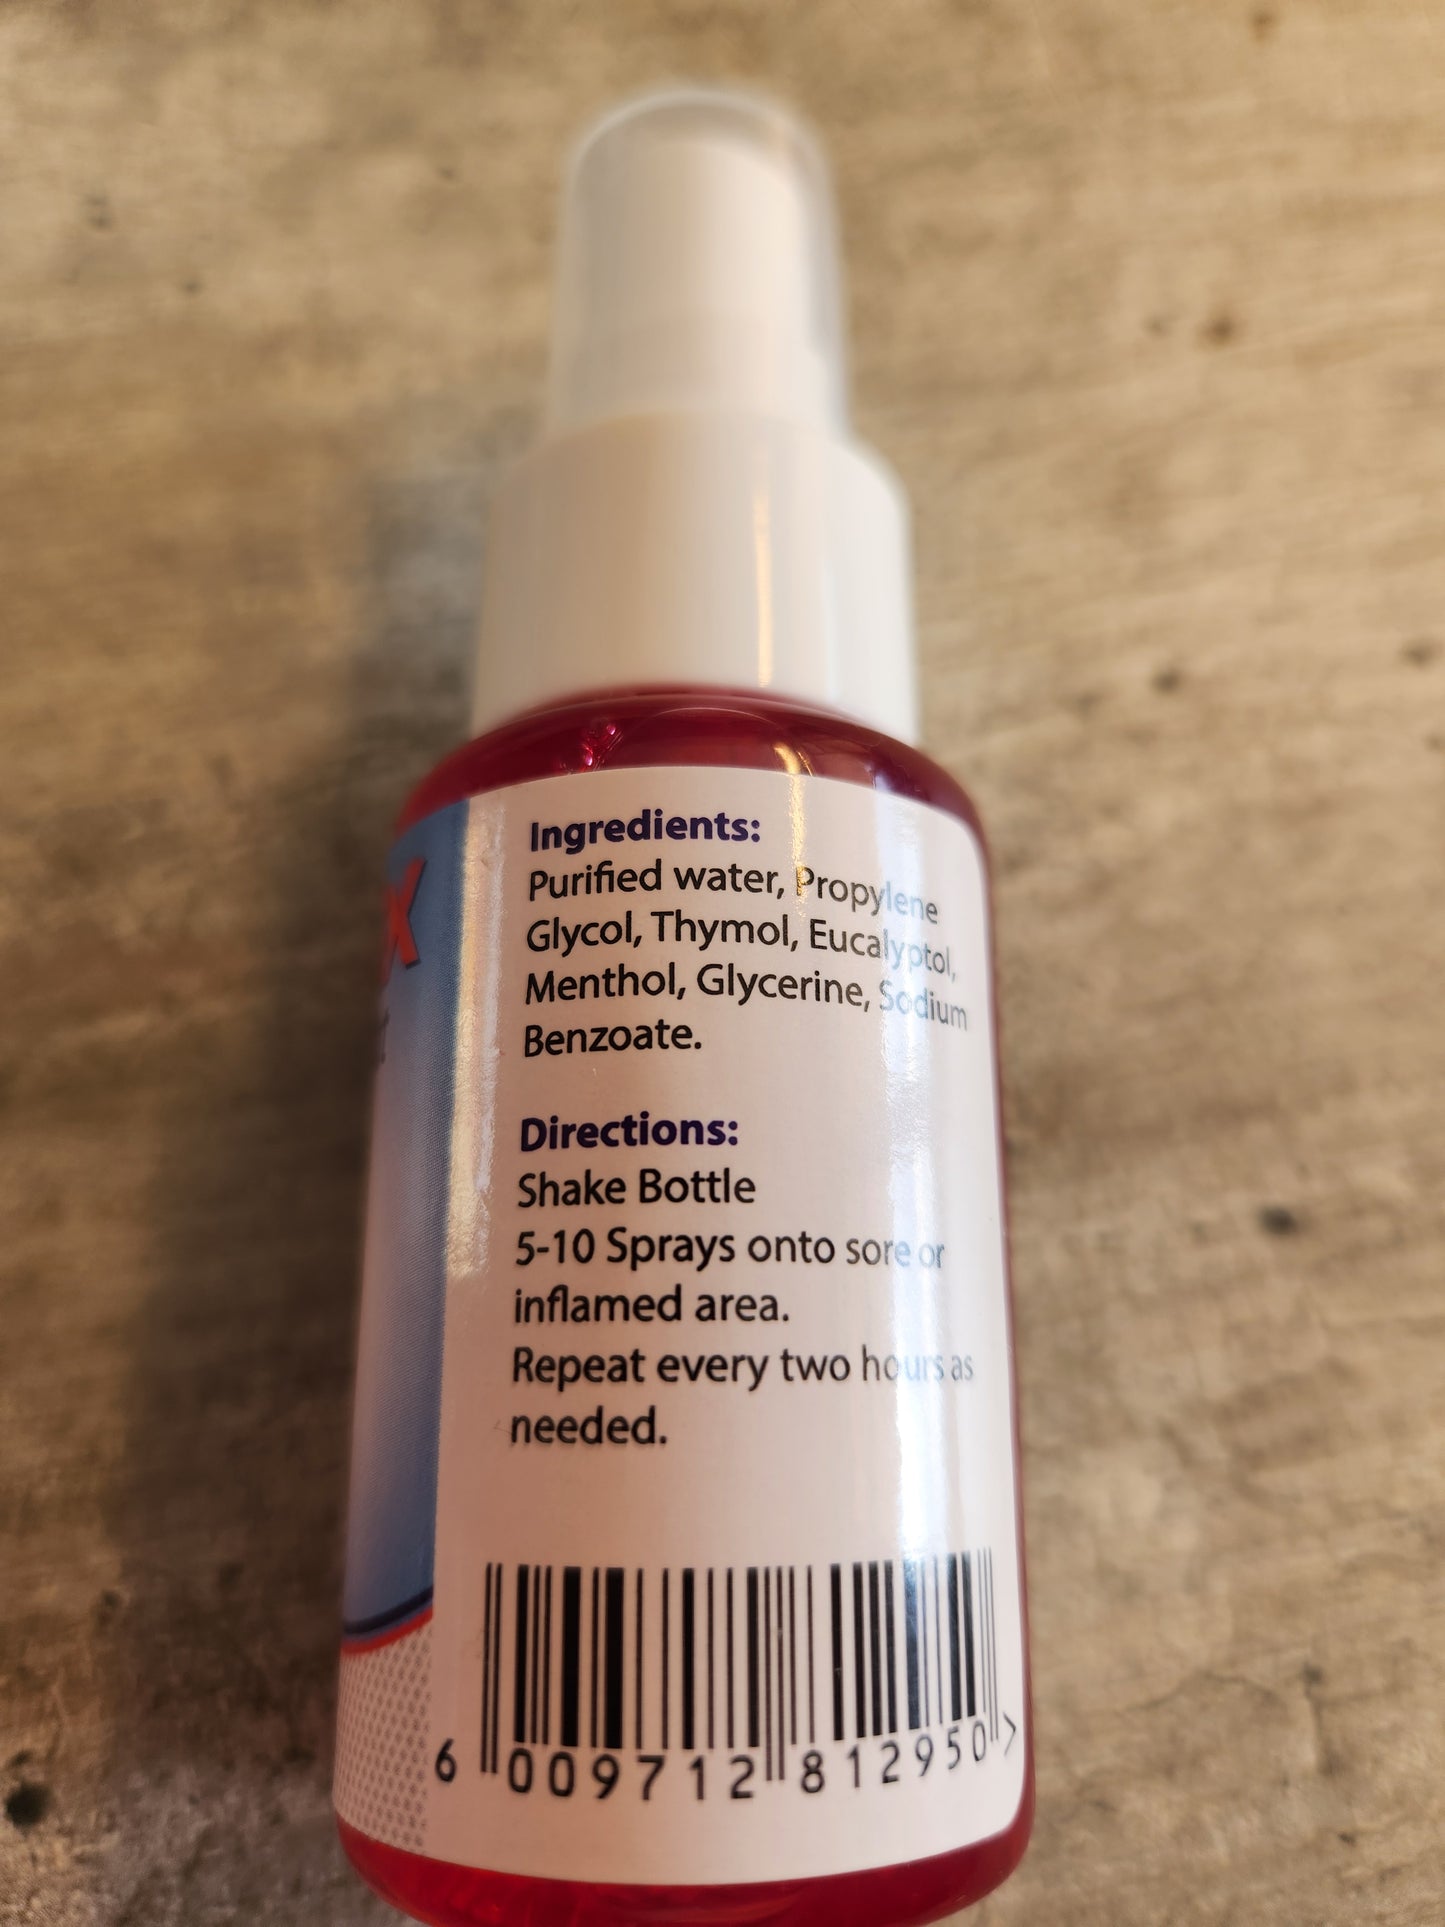 Ingredients:
Purified water, Propylene
Glycol, Thymol, Eucalyptol,
Menthol, Glycerine, Sodium
Benzoate.
Directions:
Shake Bottle
5-10 Sprays onto sore or
inflamed area.
Repeat every two hours as
needed.
6 009712 812950 >